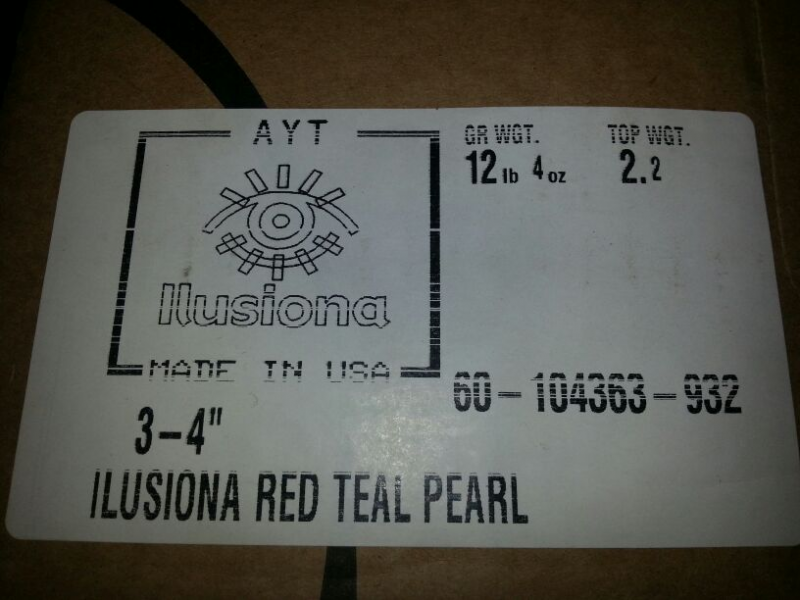 AYT
Ilusiona
MADE IN USA
GR WGT.
12 lb 4 oz
TOP WGT.
2.2
60-104363-932
3-4"
ILUSIONA RED TEAL PEARL